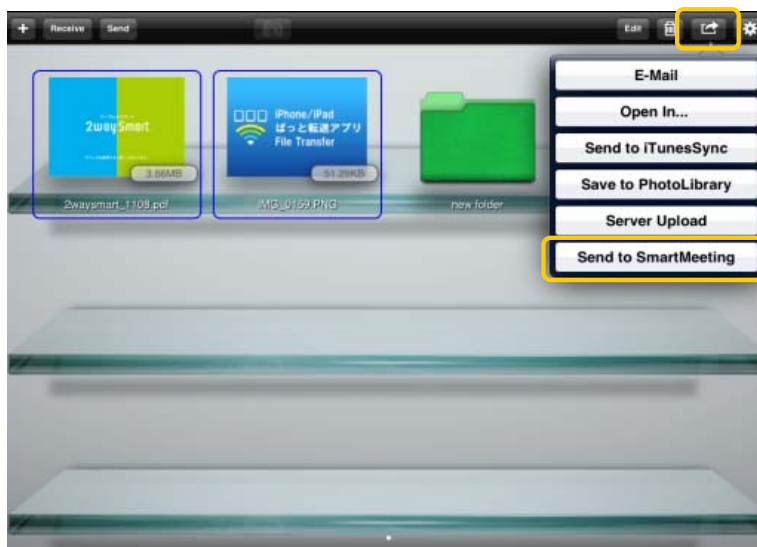 + Receive Send Edit
E-Mail
Open In...
Send to iTunesSync
Save to PhotoLibrary
Server Upload
Send to SmartMeeting
2waySmart
3.86MB
2waysmart_1108.pdf
iPhone/iPad
ぱっと転送アプリ
File Transfer
51.29KB
IMG_0159.PNG
new folder